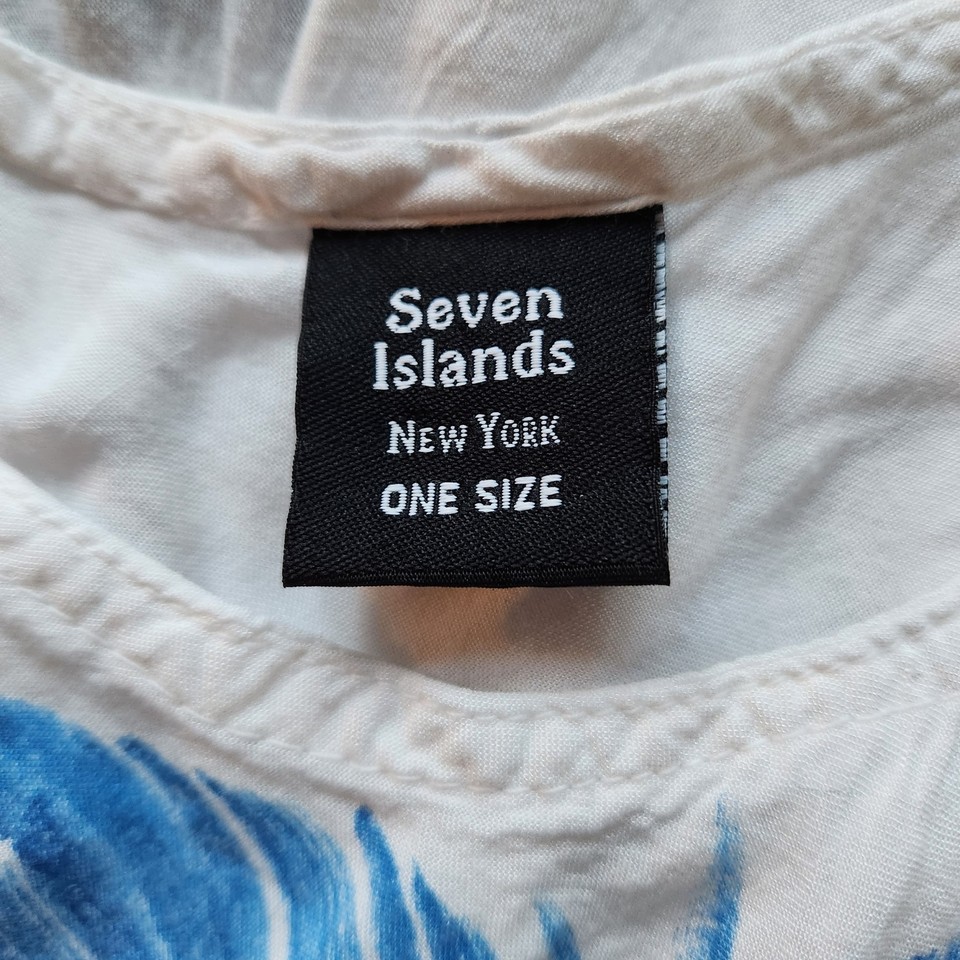 Seven
Islands
NEW YORK
ONE SIZE